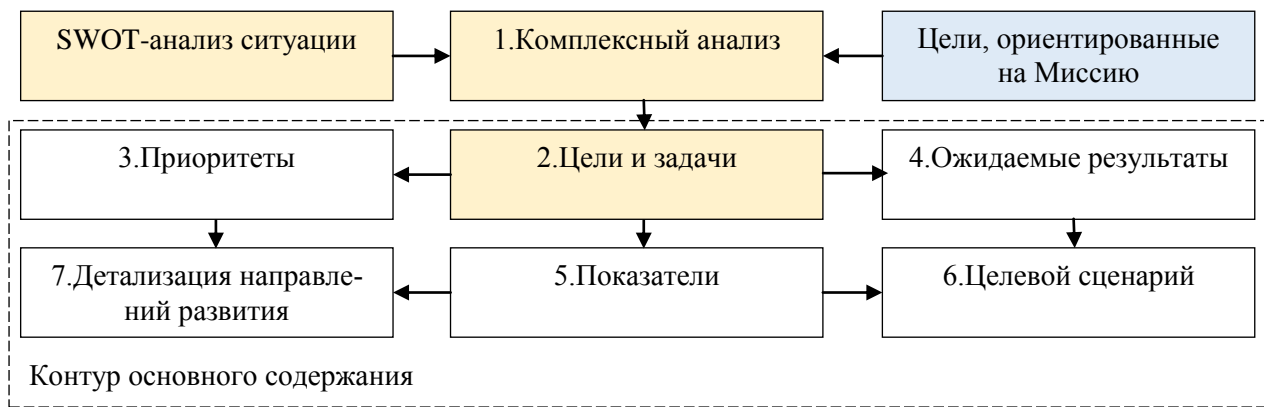 SWOT-анализ ситуации
1.Комплексный анализ
Цели, ориентированные
на Миссию
3.Приоритеты
2.Цели и задачи
4.Ожидаемые результаты
7.Детализация направле-
ний развития
5.Показатели
6.Целевой сценарий
Контур основного содержания